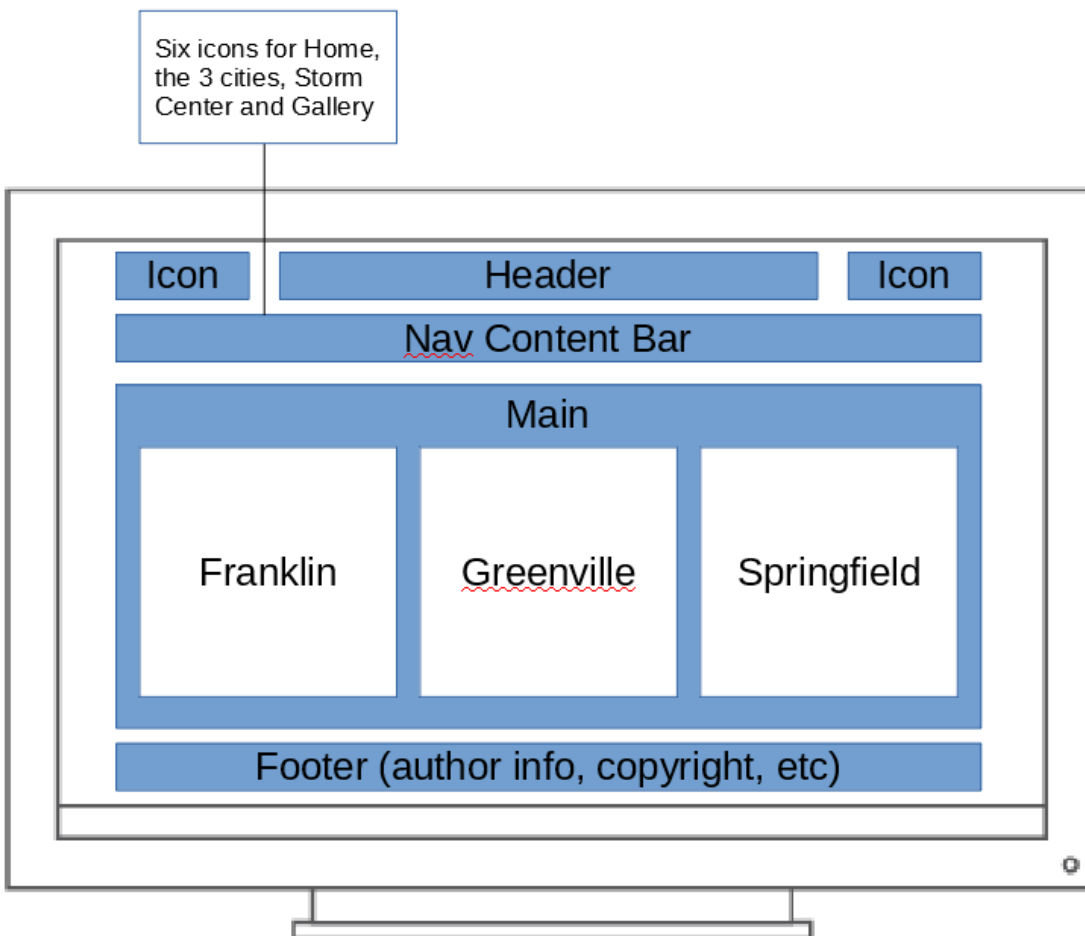 Six icons for Home,
the 3 cities, Storm
Center and Gallery
Icon
Header
Icon
Nav Content Bar
Main
Franklin
Greenville
Springfield
Footer (author info, copyright, etc)